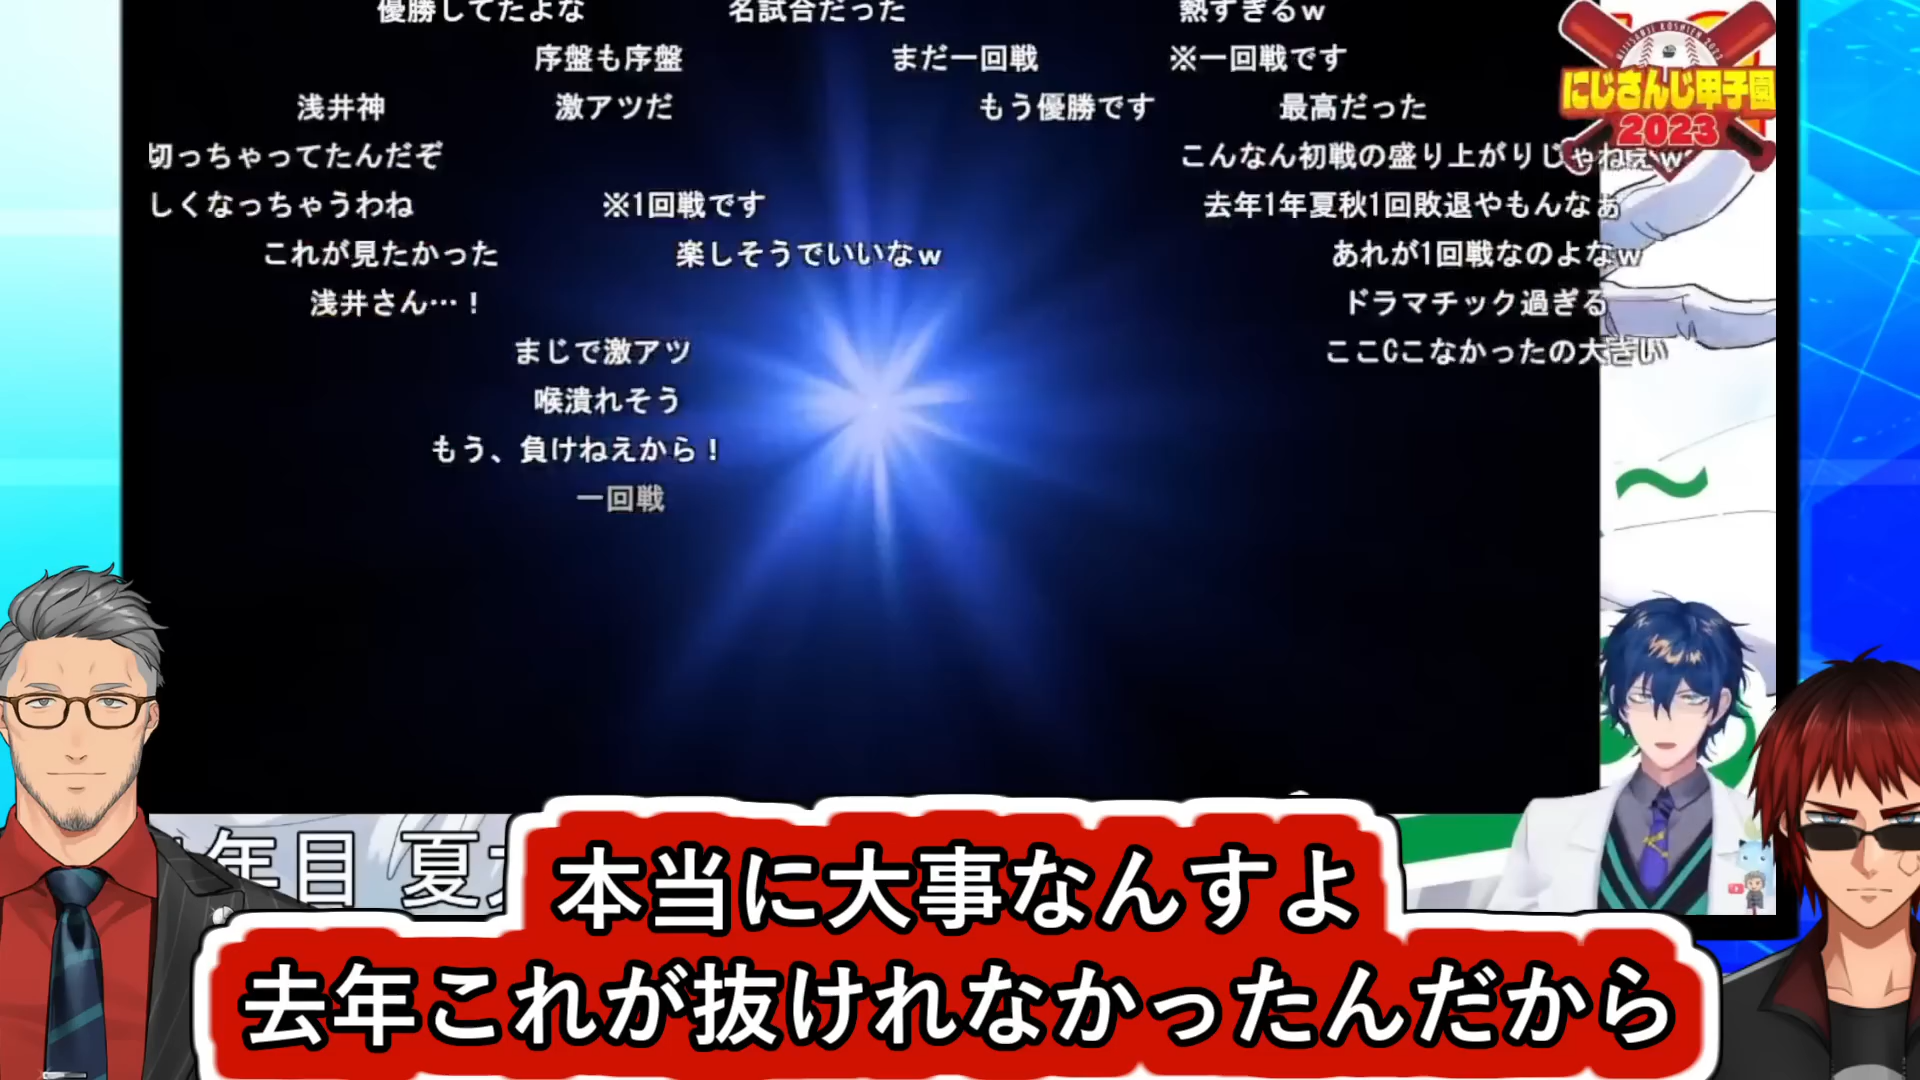 優勝してたよな 名試合だった 熱すぎるw
序盤も序盤 まだ一回戦 ※一回戦です
NIJISANJI KOSHIEN 2023
にじさんじ甲子園
2023
浅井神 激アツだ もう優勝です 最高だった
切っちゃってたんだぞ こんなん初戦の盛り上がりじゃねぇw
しくなっちゃうわね ※1回戦です 去年1年夏秋1回敗退やもんなぁ
これが見たかった 楽しそうでいいなw あれが1回戦なのよなw
浅井さん…！ ドラマチック過ぎる
まじで激アツ ここCこなかったの大きい
喉潰れそう
もう、負けねえから！
一回戦
〜
年目 夏
本当に大事なんすよ
去年これが抜けれなかったんだから